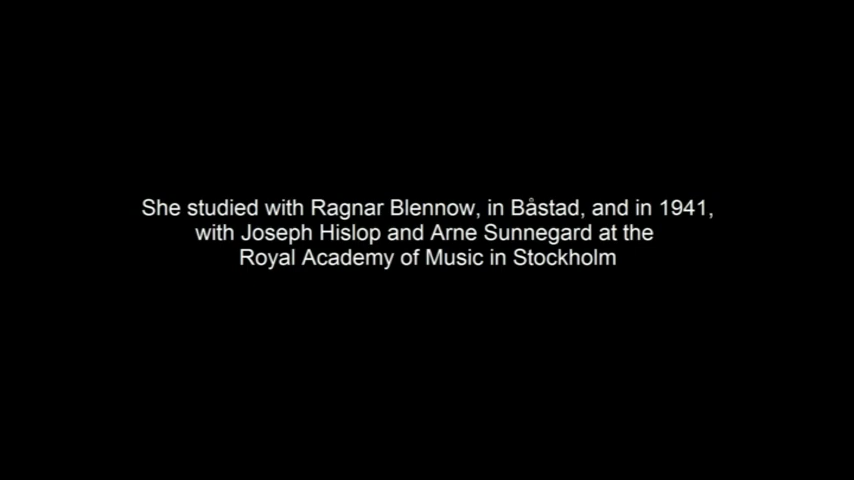 She studied with Ragnar Blennow, in Båstad, and in 1941,
with Joseph Hislop and Arne Sunnegard at the
Royal Academy of Music in Stockholm